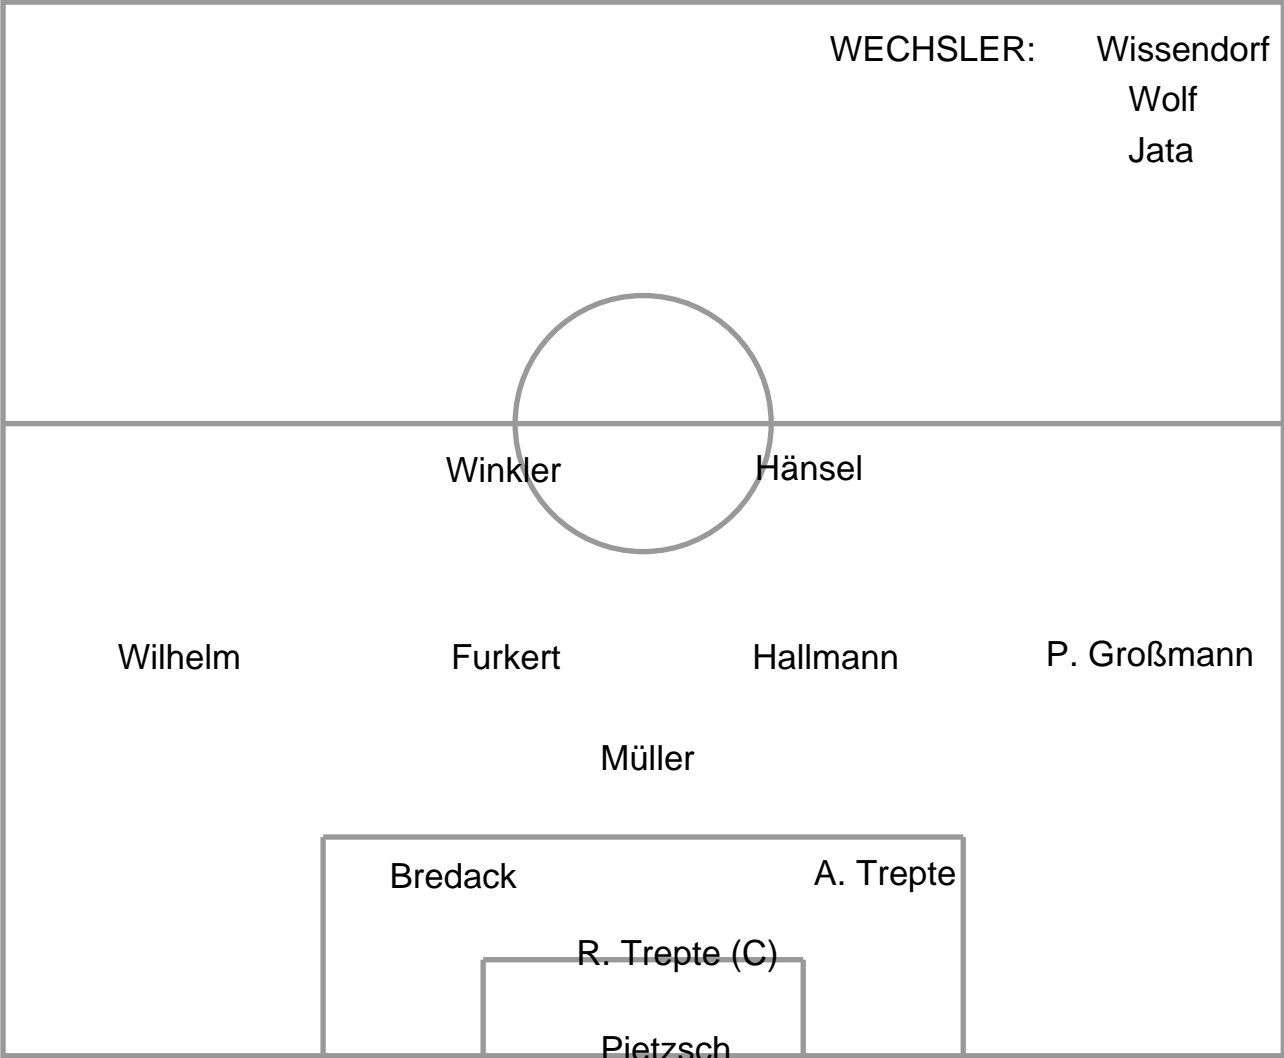 WECHSLER: Wissendorf
Wolf
Jata
Winkler Hänsel
Wilhelm Furkert Hallmann P. Großmann
Müller
Bredack A. Trepte
R. Trepte (C)
Pietzsch